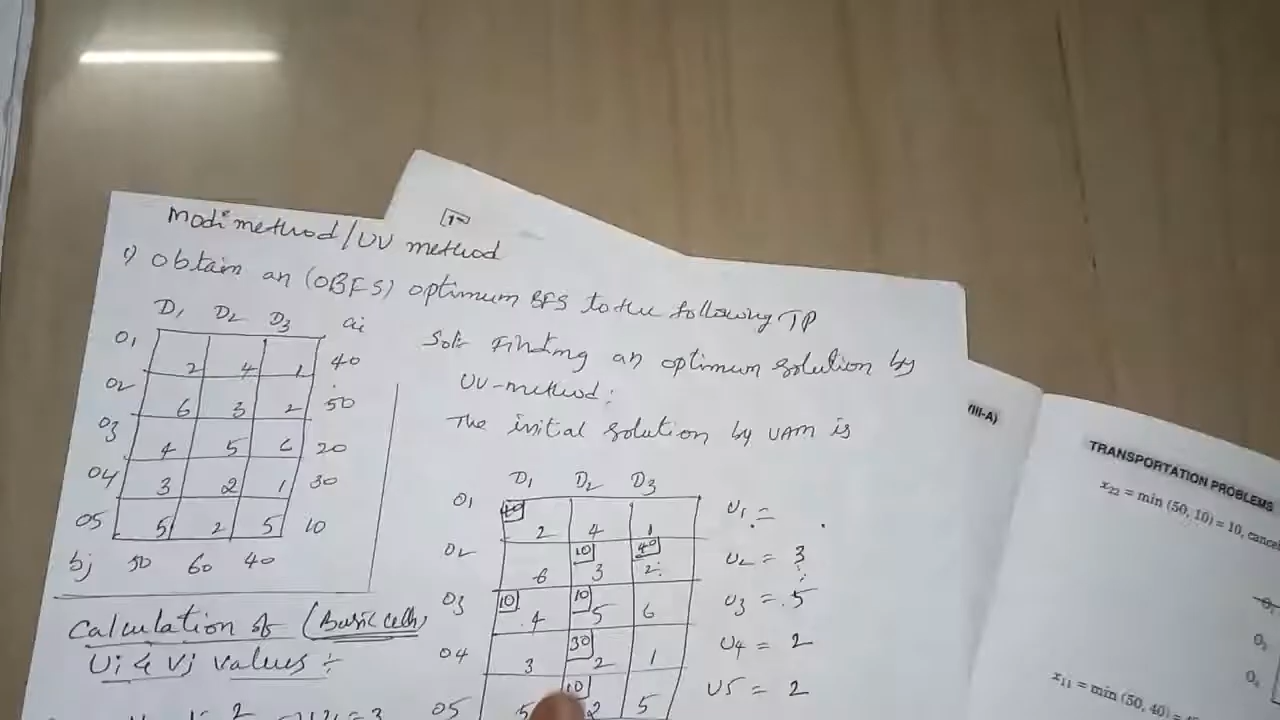 Modi method/UV method
1) Obtain an (OBFS) optimum BFS to the following TP
D1 D2 D3 ai
O1 2 4 1 40
O2 6 3 2 50
O3 4 5 6 20
O4 3 2 1 30
O5 5 2 5 10
bj 50 60 40
Calculation of (Basic cells)
Ui & Vj values :-
10
Sol: Finding an optimum solution by
UV-method:
The initial solution by VAM is
D1 D2 D3
O1 40 2 4 1 U1 =
O2 6 10 3 40 2 U2 = 3
O3 10 4 10 5 6 U3 = 5
O4 3 30 2 1 U4 = 2
O5 5 10 2 5 U5 = 2
VIII-A)
TRANSPORTATION PROBLEMS
x22 = min (50, 10) = 10, cance
O3
O4
x11 = min (50, 40) =